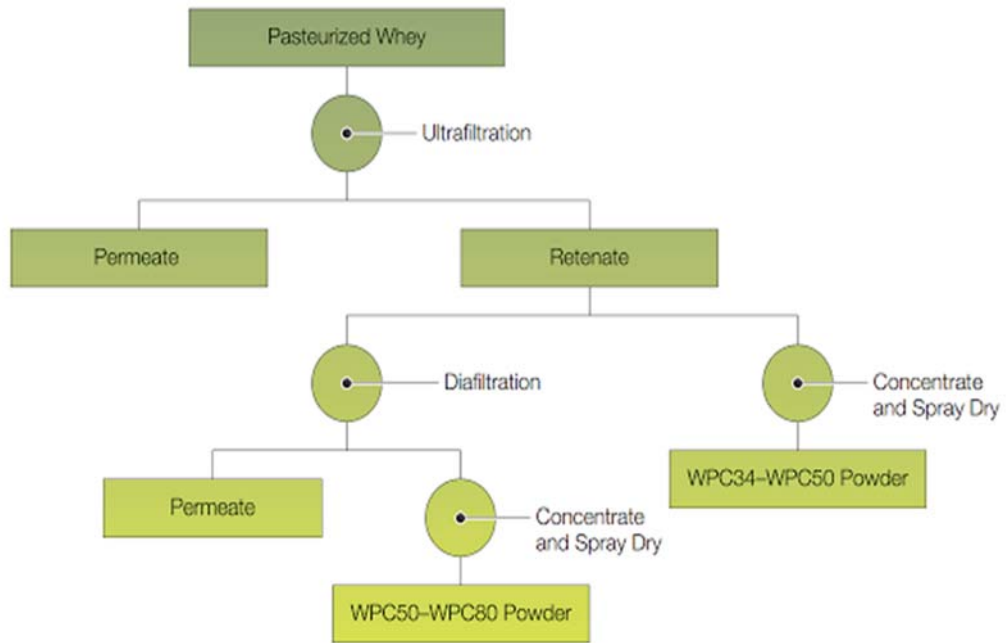 Pasteurized Whey
Ultrafiltration
Permeate
Retenate
Diafiltration
Concentrate
and Spray Dry
WPC34–WPC50 Powder
Permeate
Concentrate
and Spray Dry
WPC50–WPC80 Powder